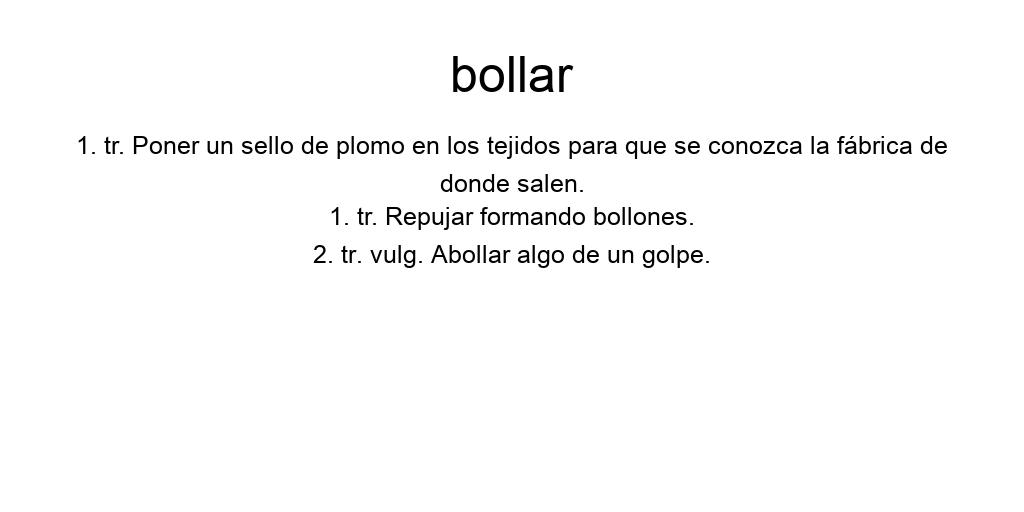 bollar
1. tr. Poner un sello de plomo en los tejidos para que se conozca la fábrica de
donde salen.
1. tr. Repujar formando bollones.
2. tr. vulg. Abollar algo de un golpe.